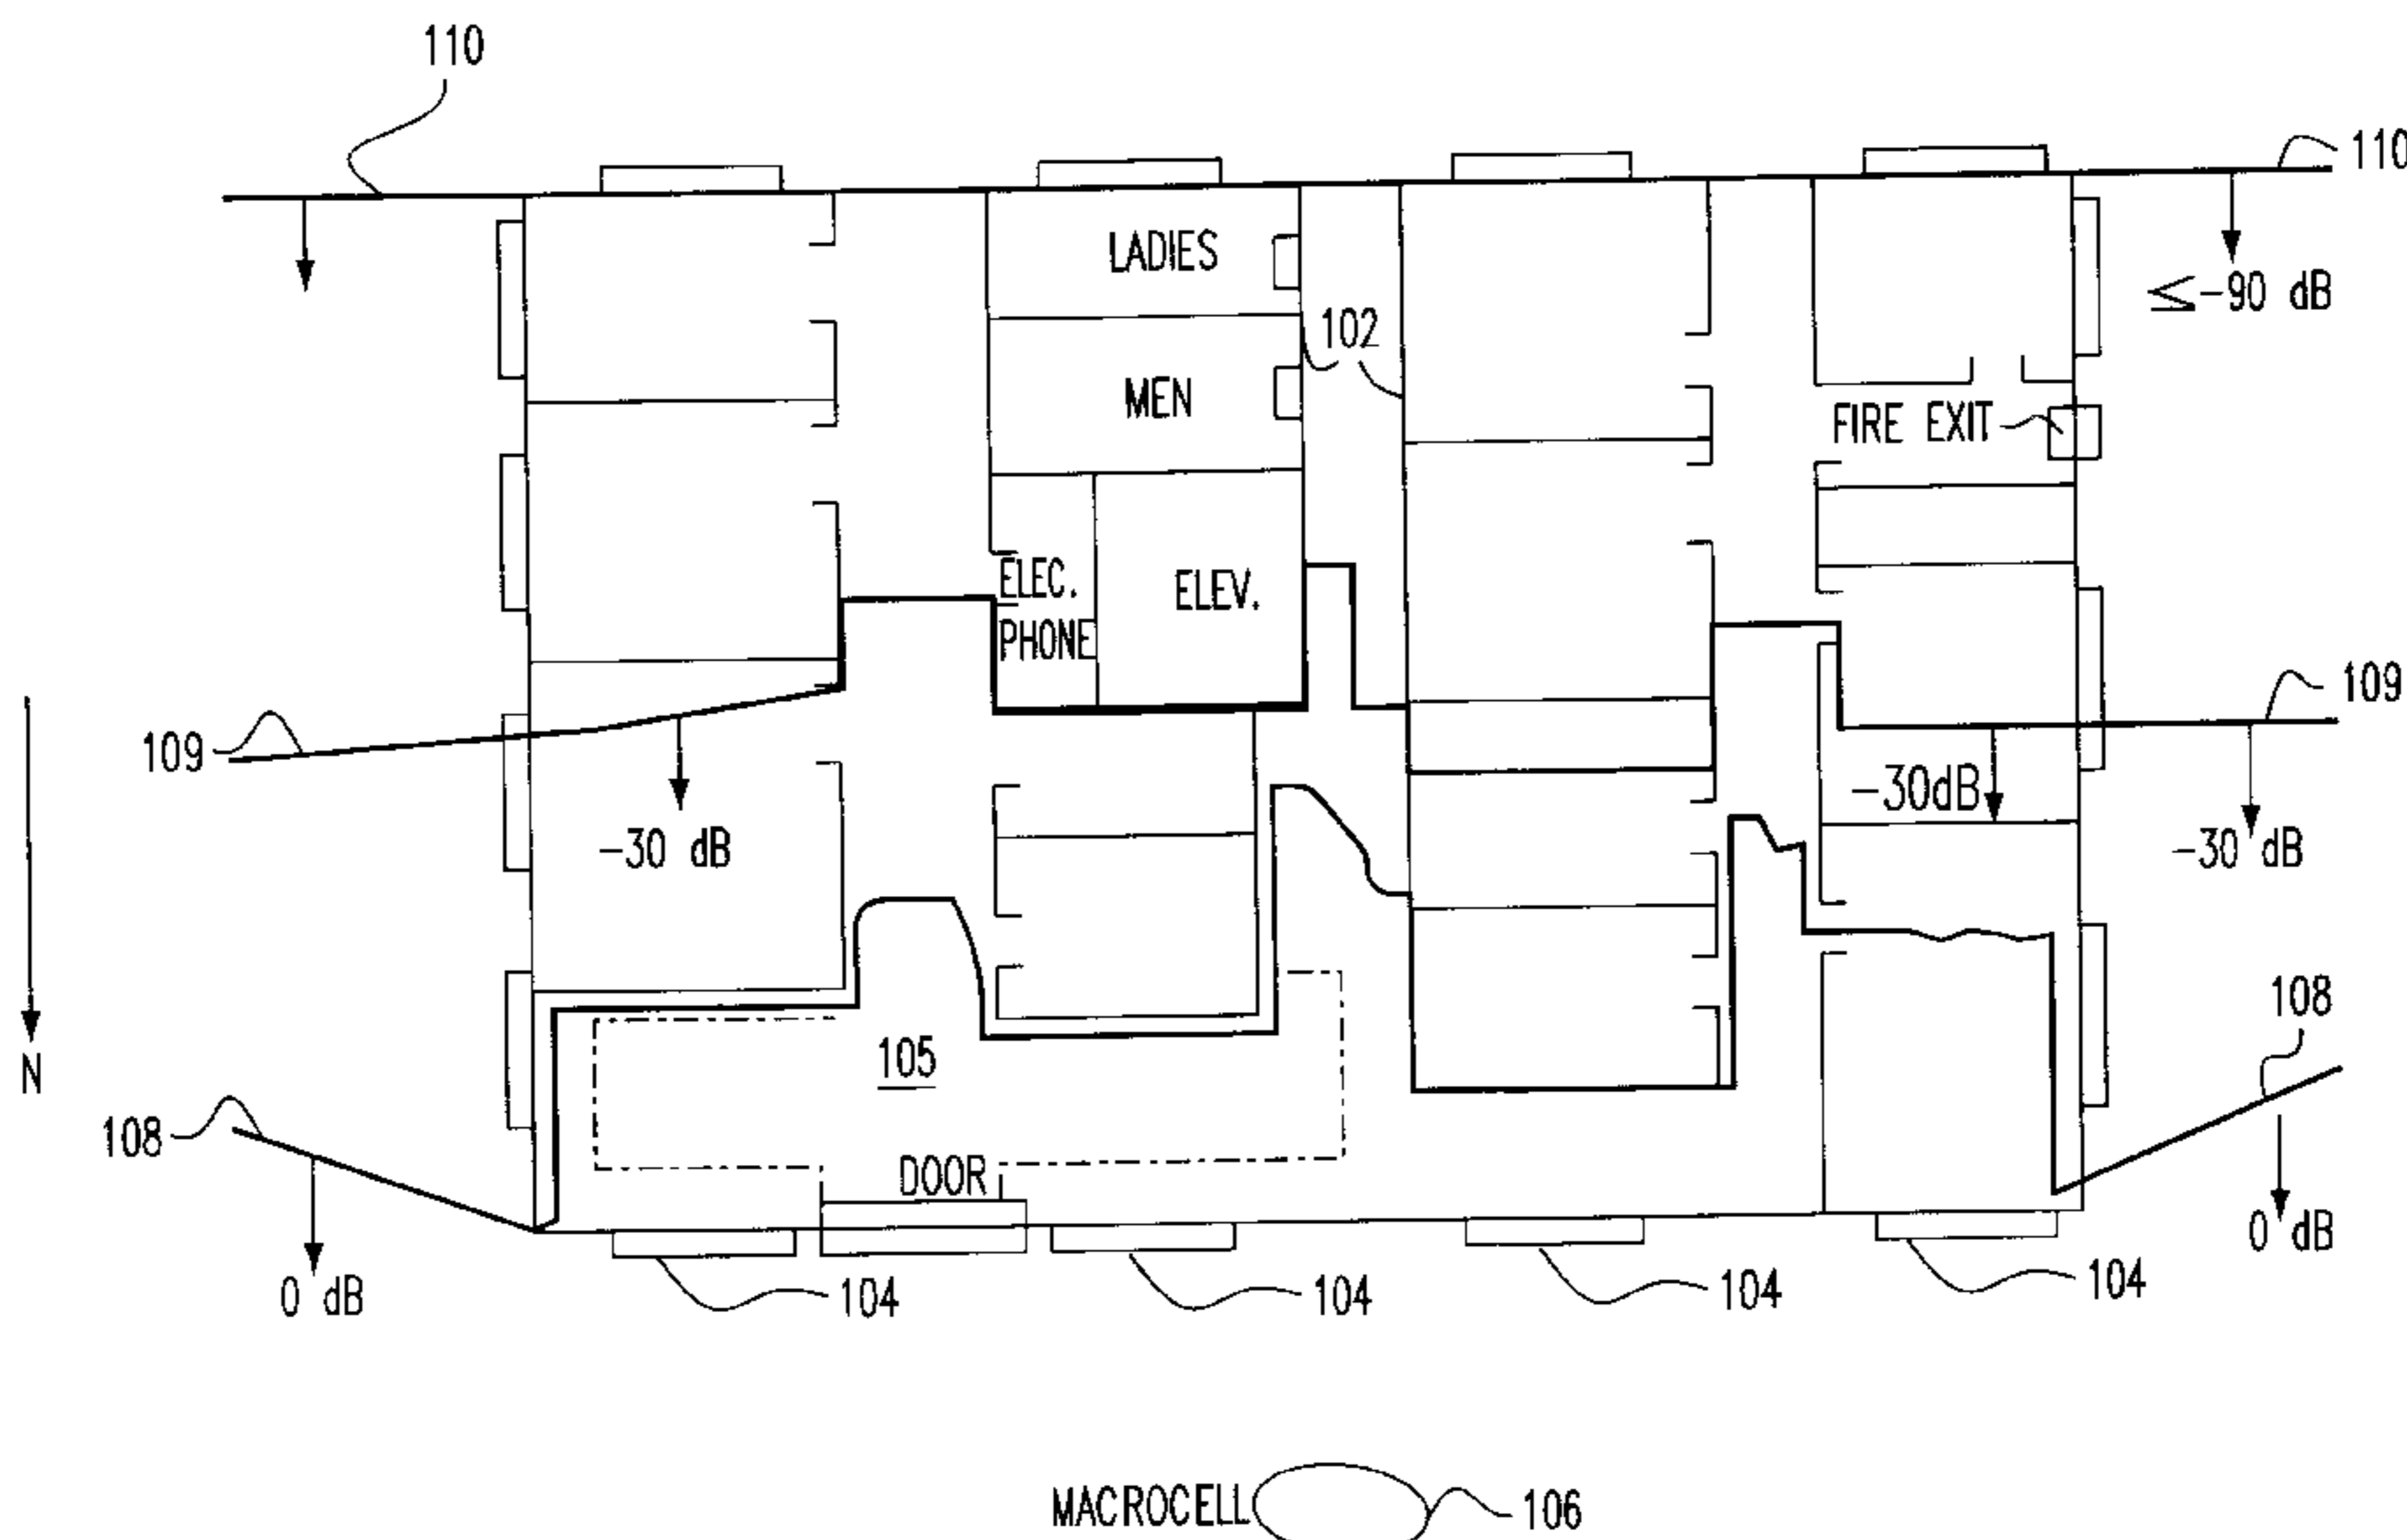 110
110
LADIES
≤-90 dB
102
MEN
FIRE EXIT
ELEC.
PHONE
ELEV.
109
109
-30dB
-30 dB
-30 dB
108
105
N
108
DOOR
0 dB
0 dB
104
104
104
104
MACROCELL
106